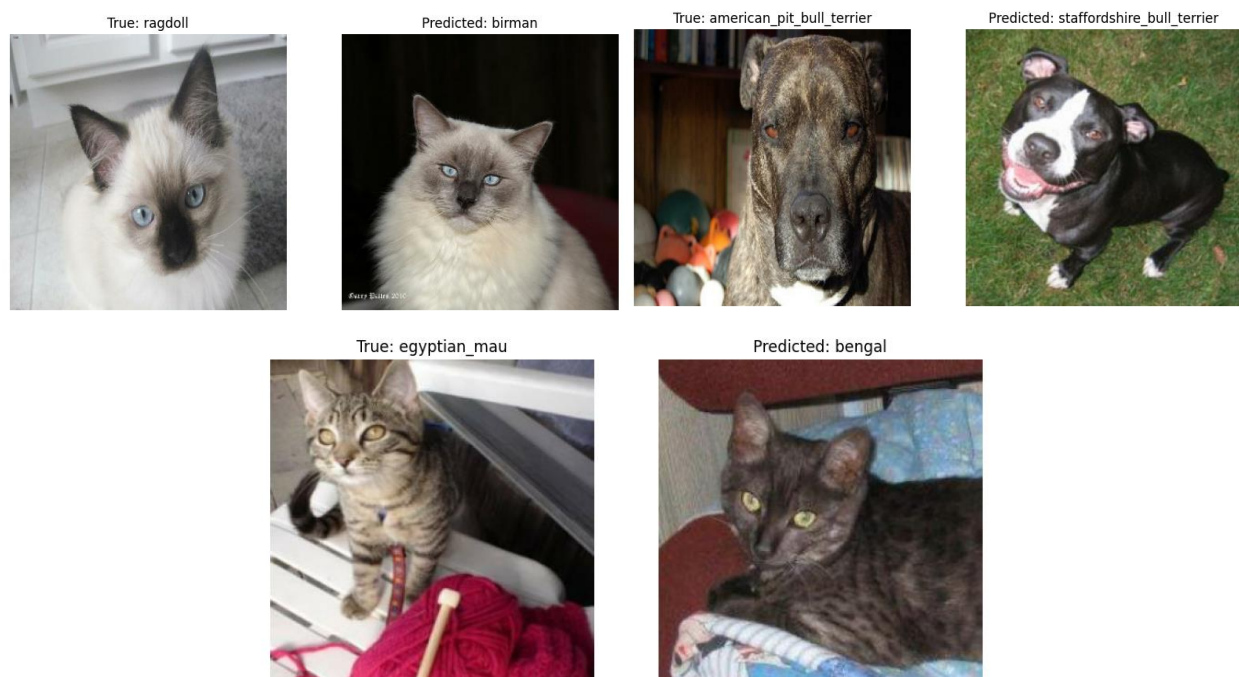 True: ragdoll
Predicted: birman
True: american_pit_bull_terrier
Predicted: staffordshire_bull_terrier
True: egyptian_mau
Predicted: bengal